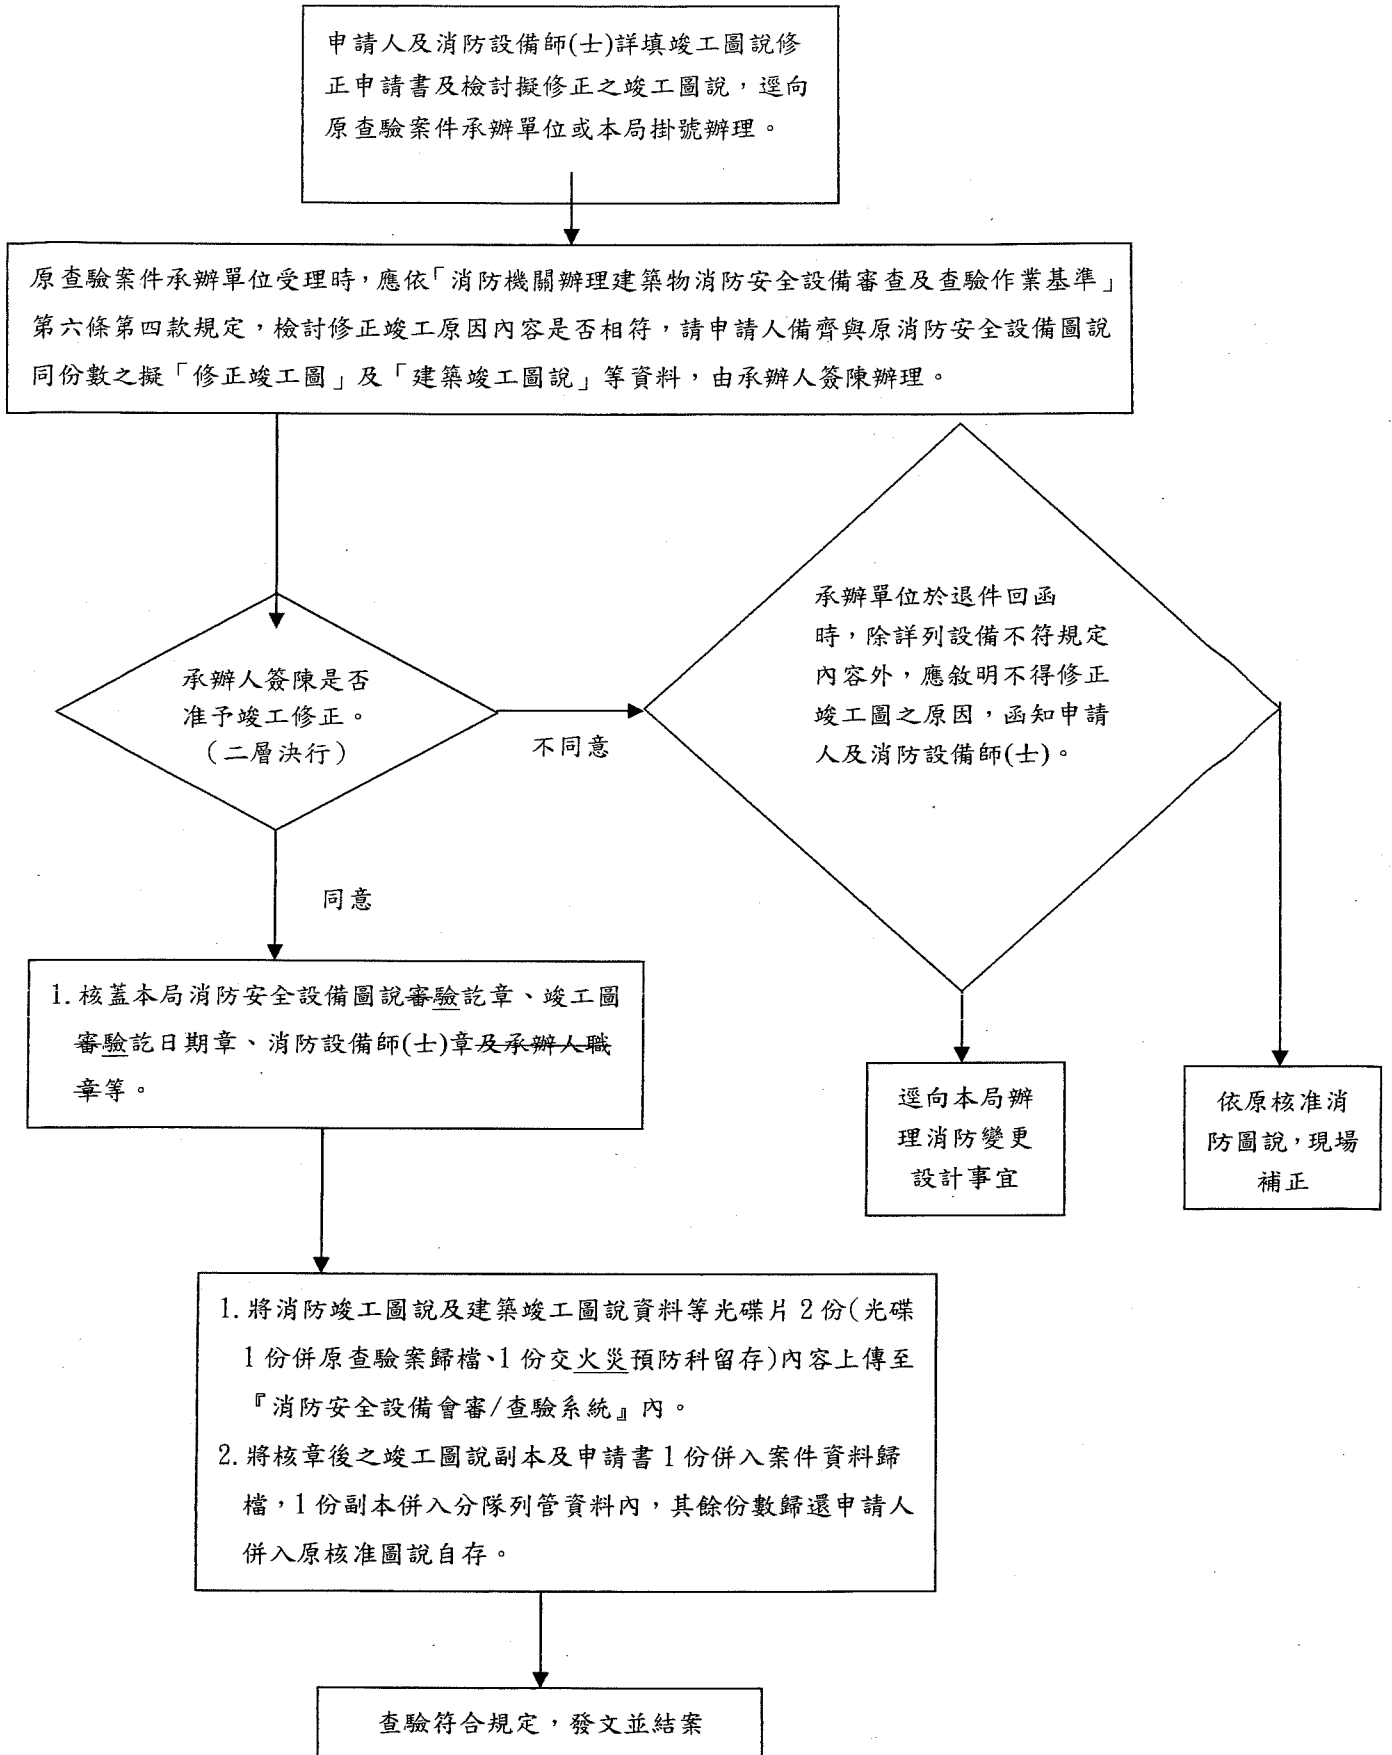 申請人及消防設備師(士)詳填竣工圖說修
正申請書及檢討擬修正之竣工圖說，逕向
原查驗案件承辦單位或本局掛號辦理。
原查驗案件承辦單位受理時，應依「消防機關辦理建築物消防安全設備審查及查驗作業基準」
第六條第四款規定，檢討修正竣工原因內容是否相符，請申請人備齊與原消防安全設備圖說
同份數之擬「修正竣工圖」及「建築竣工圖說」等資料，由承辦人簽陳辦理。
承辦人簽陳是否
准予竣工修正。
（二層決行）
不同意
承辦單位於退件回函
時，除詳列設備不符規定
內容外，應敘明不得修正
竣工圖之原因，函知申請
人及消防設備師(士)。
同意
1.核蓋本局消防安全設備圖說審驗訖章、竣工圖
審驗訖日期章、消防設備師(士)章及承辦人職
章等。
逕向本局辦
理消防變更
設計事宜
依原核准消
防圖說，現場
補正
1.將消防竣工圖說及建築竣工圖說資料等光碟片 2 份(光碟
1 份併原查驗案歸檔、1 份交火災預防科留存)內容上傳至
『消防安全設備會審/查驗系統』內。
2.將核章後之竣工圖說副本及申請書 1 份併入案件資料歸
檔，1 份副本併入分隊列管資料內，其餘份數歸還申請人
併入原核准圖說自存。
查驗符合規定，發文並結案